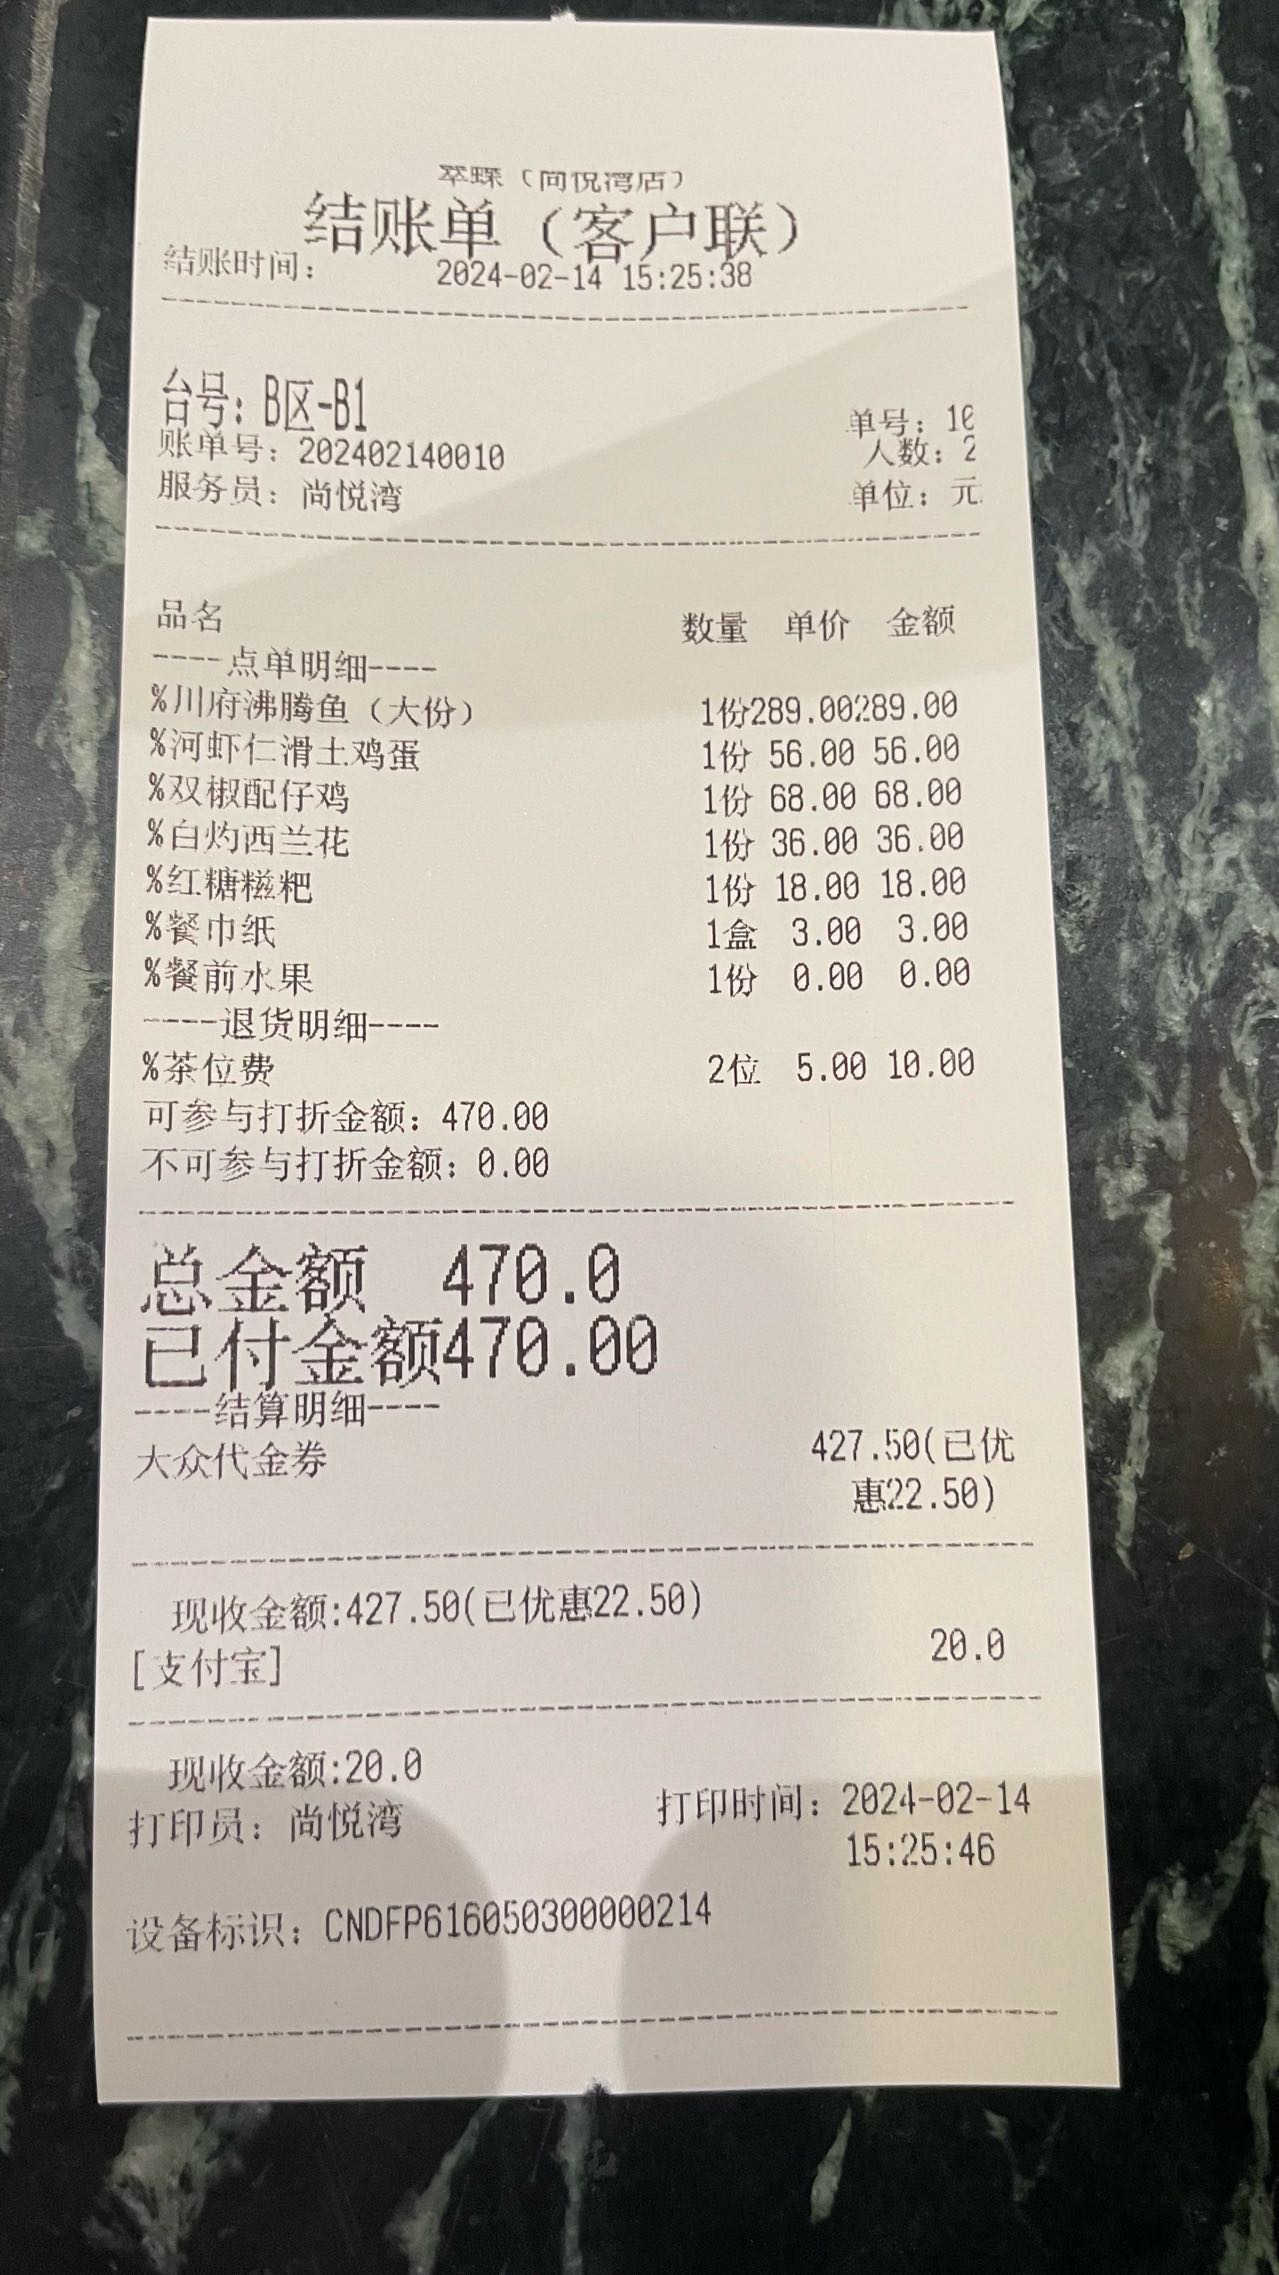 萃蝾（尚悦湾店）
结账单（客户联）
结账时间： 2024-02-14 15:25:38
台号：B区-B1
单号：10
账单号：202402140010
人数：2
服务员：尚悦湾
单位：元
品名 数量 单价 金额
----点单明细----
%川府沸腾鱼（大份） 1份289.00289.00
%河虾仁滑土鸡蛋 1份 56.00 56.00
%双椒配仔鸡 1份 68.00 68.00
%白灼西兰花 1份 36.00 36.00
%红糖糍粑 1份 18.00 18.00
%餐巾纸 1盒 3.00 3.00
%餐前水果 1份 0.00 0.00
----退货明细----
%茶位费 2位 5.00 10.00
可参与打折金额：470.00
不可参与打折金额：0.00
总金额 470.0
已付金额470.00
----结算明细----
大众代金券 427.50(已优
惠22.50)
现收金额:427.50(已优惠22.50)
[支付宝] 20.0
现收金额:20.0
打印员：尚悦湾 打印时间：2024-02-14
15:25:46
设备标识：CNDFP616050300000214